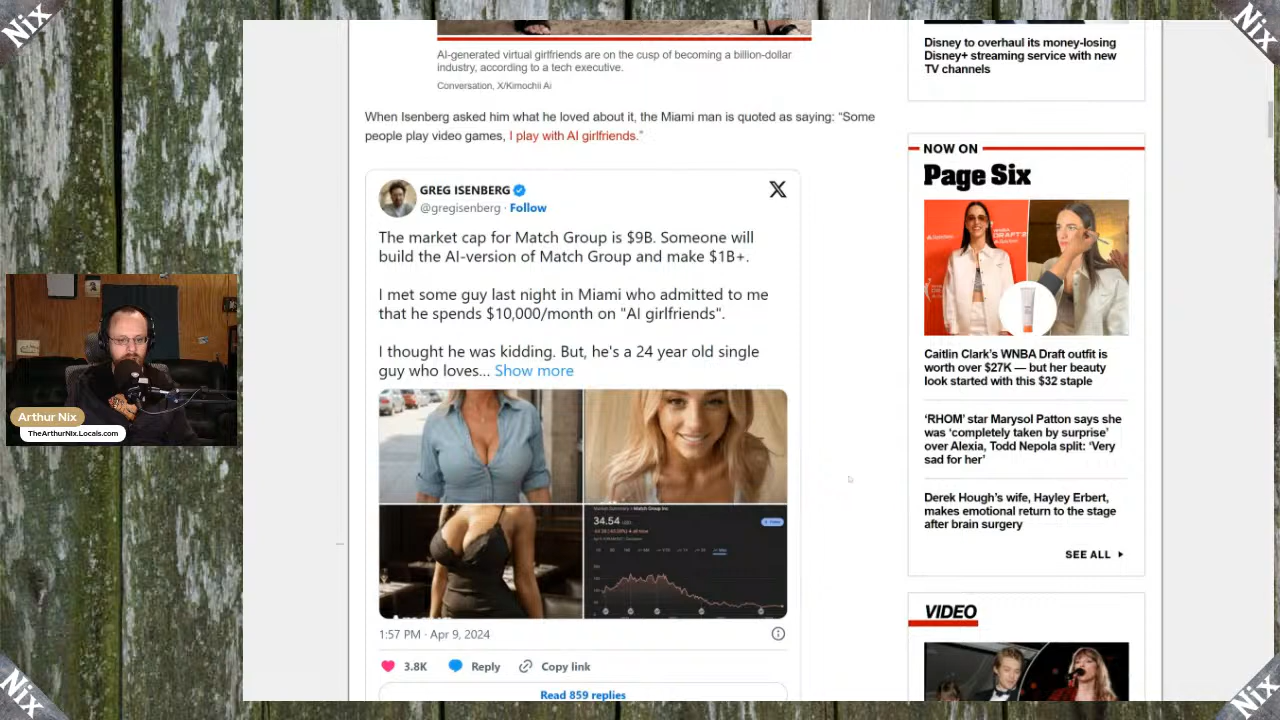 Nix
Nix
AI-generated virtual girlfriends are on the cusp of becoming a billion-dollar
industry, according to a tech executive.
Conversation, X/Kimochii Ai
When Isenberg asked him what he loved about it, the Miami man is quoted as saying: “Some
people play video games, I play with AI girlfriends.”
GREG ISENBERG
@gregisenberg · Follow
The market cap for Match Group is $9B. Someone will
build the AI-version of Match Group and make $1B+.
I met some guy last night in Miami who admitted to me
that he spends $10,000/month on "AI girlfriends".
I thought he was kidding. But, he's a 24 year old single
guy who loves... Show more
34.54
1:57 PM · Apr 9, 2024
3.8K Reply Copy link
Read 859 replies
Disney to overhaul its money-losing
Disney+ streaming service with new
TV channels
NOW ON
Page Six
Caitlin Clark’s WNBA Draft outfit is
worth over $27K — but her beauty
look started with this $32 staple
‘RHOM’ star Marysol Patton says she
was ‘completely taken by surprise’
over Alexia, Todd Nepola split: ‘Very
sad for her’
Derek Hough’s wife, Hayley Erbert,
makes emotional return to the stage
after brain surgery
SEE ALL
VIDEO
Arthur Nix
TheArthurNix.Locals.com
Nix
Nix